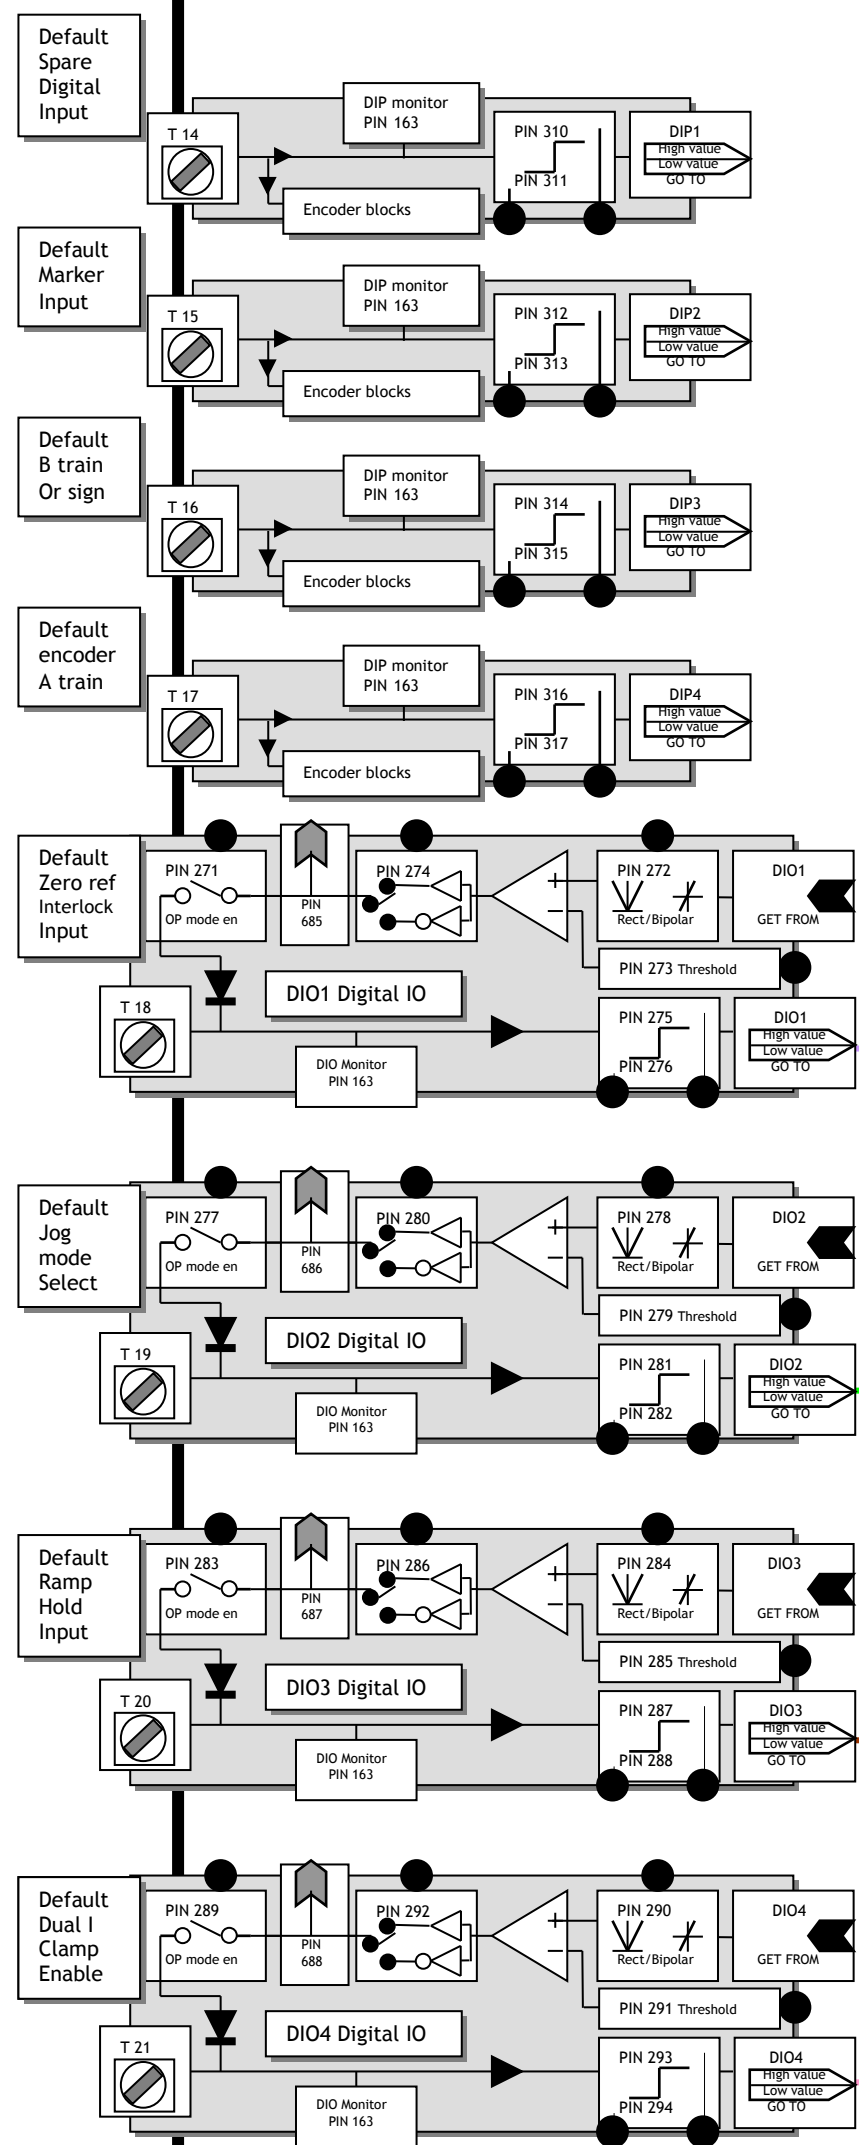 Default
Spare
Digital
Input
T 14
DIP monitor
PIN 163
Encoder blocks
PIN 310
PIN 311
DIP1
High value
Low value
GO TO
Default
Marker
Input
T 15
DIP monitor
PIN 163
Encoder blocks
PIN 312
PIN 313
DIP2
High value
Low value
GO TO
Default
B train
Or sign
T 16
DIP monitor
PIN 163
Encoder blocks
PIN 314
PIN 315
DIP3
High value
Low value
GO TO
Default
encoder
A train
T 17
DIP monitor
PIN 163
Encoder blocks
PIN 316
PIN 317
DIP4
High value
Low value
GO TO
Default
Zero ref
Interlock
Input
PIN 271
OP mode en
PIN
685
PIN 274
+
−
PIN 272
Rect/Bipolar
DIO1
GET FROM
PIN 273 Threshold
DIO1 Digital IO
T 18
DIO Monitor
PIN 163
PIN 275
PIN 276
DIO1
High value
Low value
GO TO
Default
Jog
mode
Select
PIN 277
OP mode en
PIN
686
PIN 280
+
−
PIN 278
Rect/Bipolar
DIO2
GET FROM
PIN 279 Threshold
DIO2 Digital IO
T 19
DIO Monitor
PIN 163
PIN 281
PIN 282
DIO2
High value
Low value
GO TO
Default
Ramp
Hold
Input
PIN 283
OP mode en
PIN
687
PIN 286
+
−
PIN 284
Rect/Bipolar
DIO3
GET FROM
PIN 285 Threshold
DIO3 Digital IO
T 20
DIO Monitor
PIN 163
PIN 287
PIN 288
DIO3
High value
Low value
GO TO
Default
Dual I
Clamp
Enable
PIN 289
OP mode en
PIN
688
PIN 292
+
−
PIN 290
Rect/Bipolar
DIO4
GET FROM
PIN 291 Threshold
DIO4 Digital IO
T 21
DIO Monitor
PIN 163
PIN 293
PIN 294
DIO4
High value
Low value
GO TO